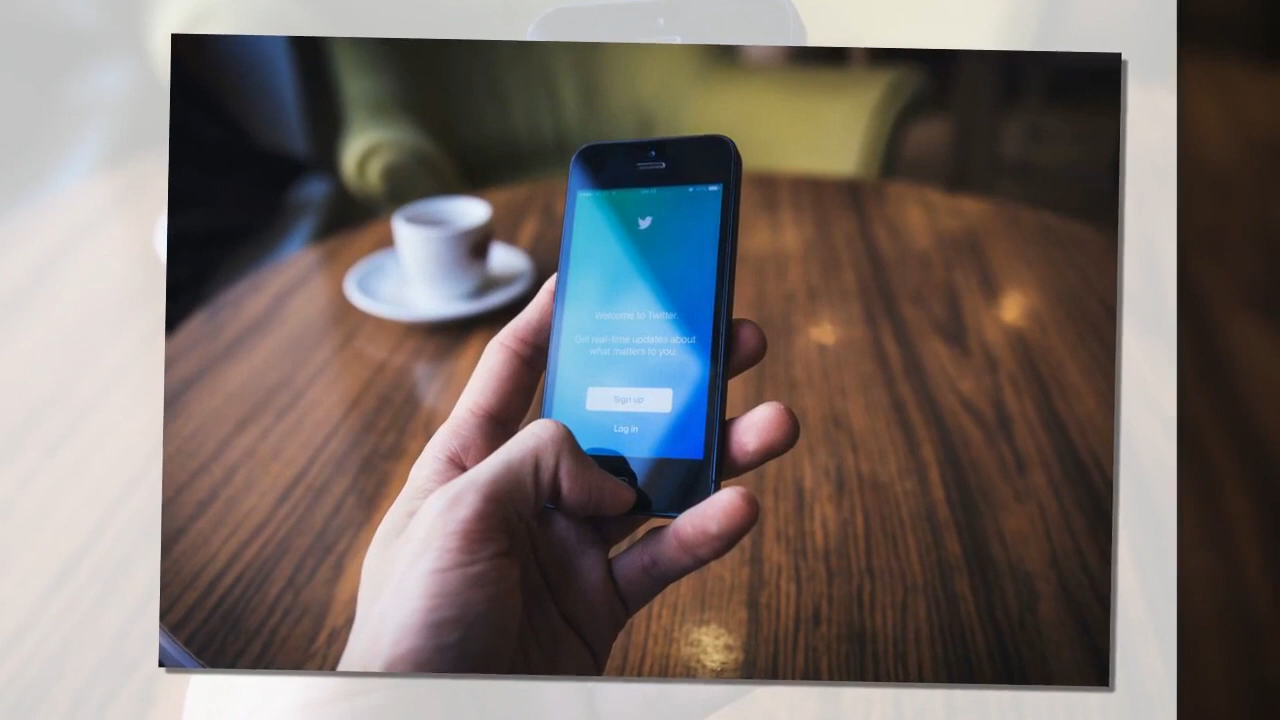 Welcome to Twitter.
Get real-time updates about
what matters to you.
Sign up
Log in